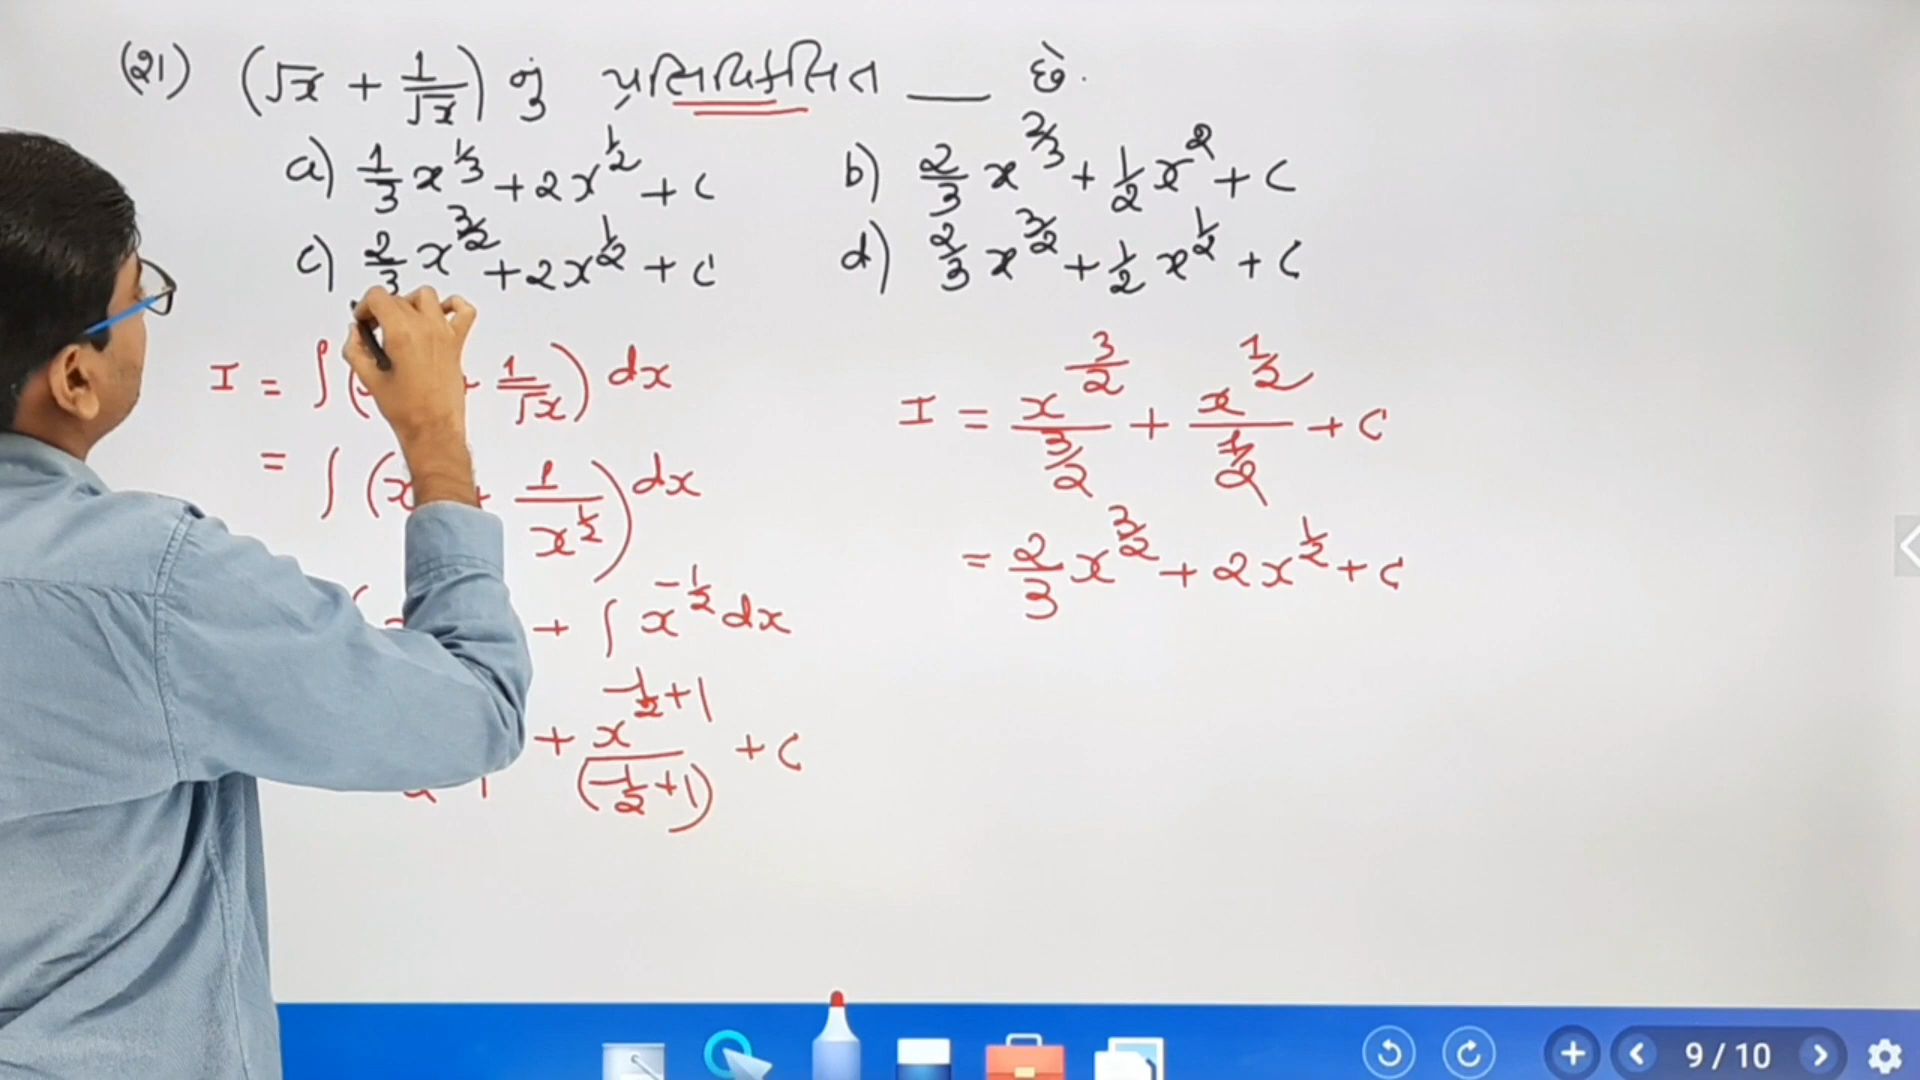 (21) (√x + 1/√x) નું પ્રતિવિકલિત ___ છે.
a) 1/3 x^1/3 + 2x^1/2 + C
b) 2/3 x^2/3 + 1/2 x^2 + C
c) 2/3 x^3/2 + 2x^1/2 + C
d) 2/3 x^3/2 + 1/2 x^1/2 + C
I = ∫( + 1/√x) dx
= ∫(x + 1/x^1/2) dx
+ ∫ x^-1/2 dx
+ x^(-1/2+1)/(-1/2+1) + C
I = x^3/2 / 3/2 + x^1/2 / 1/2 + C
= 2/3 x^3/2 + 2x^1/2 + C
9 / 10